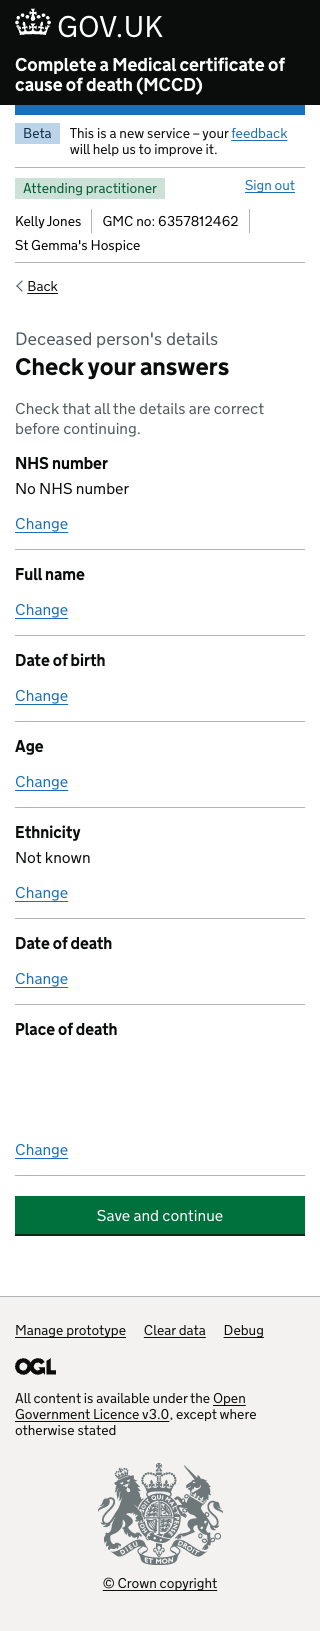 GOV.UK
Complete a Medical certificate of
cause of death (MCCD)
Beta
This is a new service – your feedback
will help us to improve it.
Attending practitioner
Sign out
Kelly Jones
GMC no: 6357812462
St Gemma's Hospice
Back
Deceased person's details
Check your answers
Check that all the details are correct
before continuing.
NHS number
No NHS number
Change
Full name
Change
Date of birth
Change
Age
Change
Ethnicity
Not known
Change
Date of death
Change
Place of death
Change
Save and continue
Manage prototype
Clear data
Debug
OGL
All content is available under the Open
Government Licence v3.0, except where
otherwise stated
DIEU ET MON DROIT
© Crown copyright